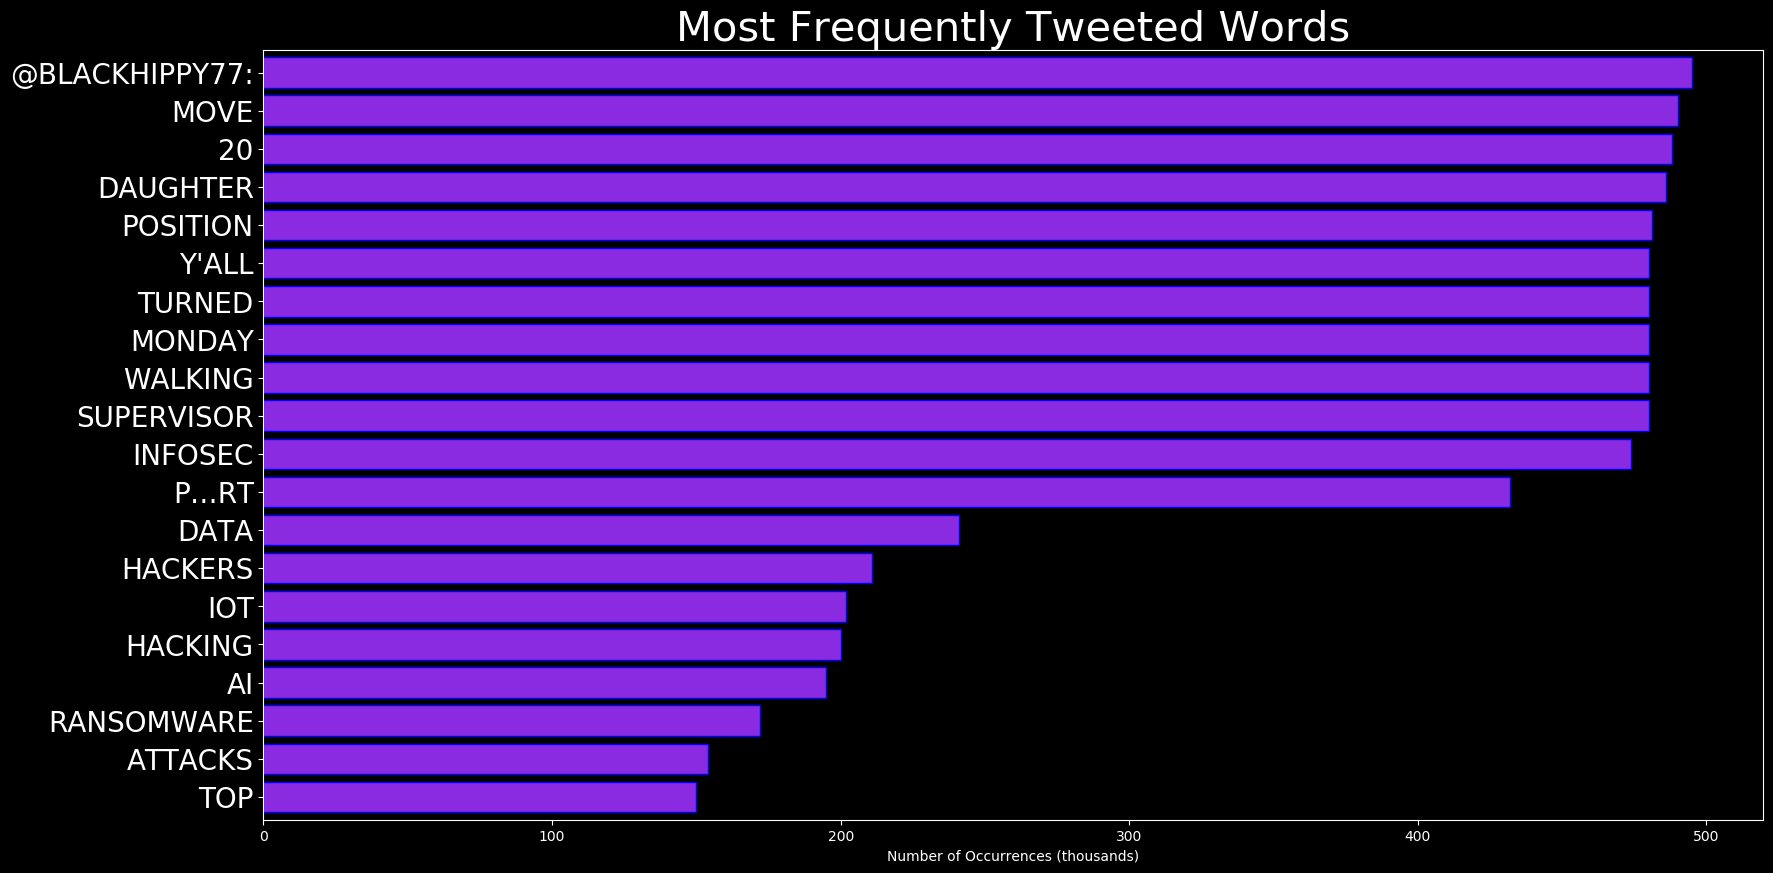 Most Frequently Tweeted Words
@BLACKHIPPY77:
MOVE
20
DAUGHTER
POSITION
Y'ALL
TURNED
MONDAY
WALKING
SUPERVISOR
INFOSEC
P...RT
DATA
HACKERS
IOT
HACKING
AI
RANSOMWARE
ATTACKS
TOP
0 100 200 300 400 500
Number of Occurrences (thousands)